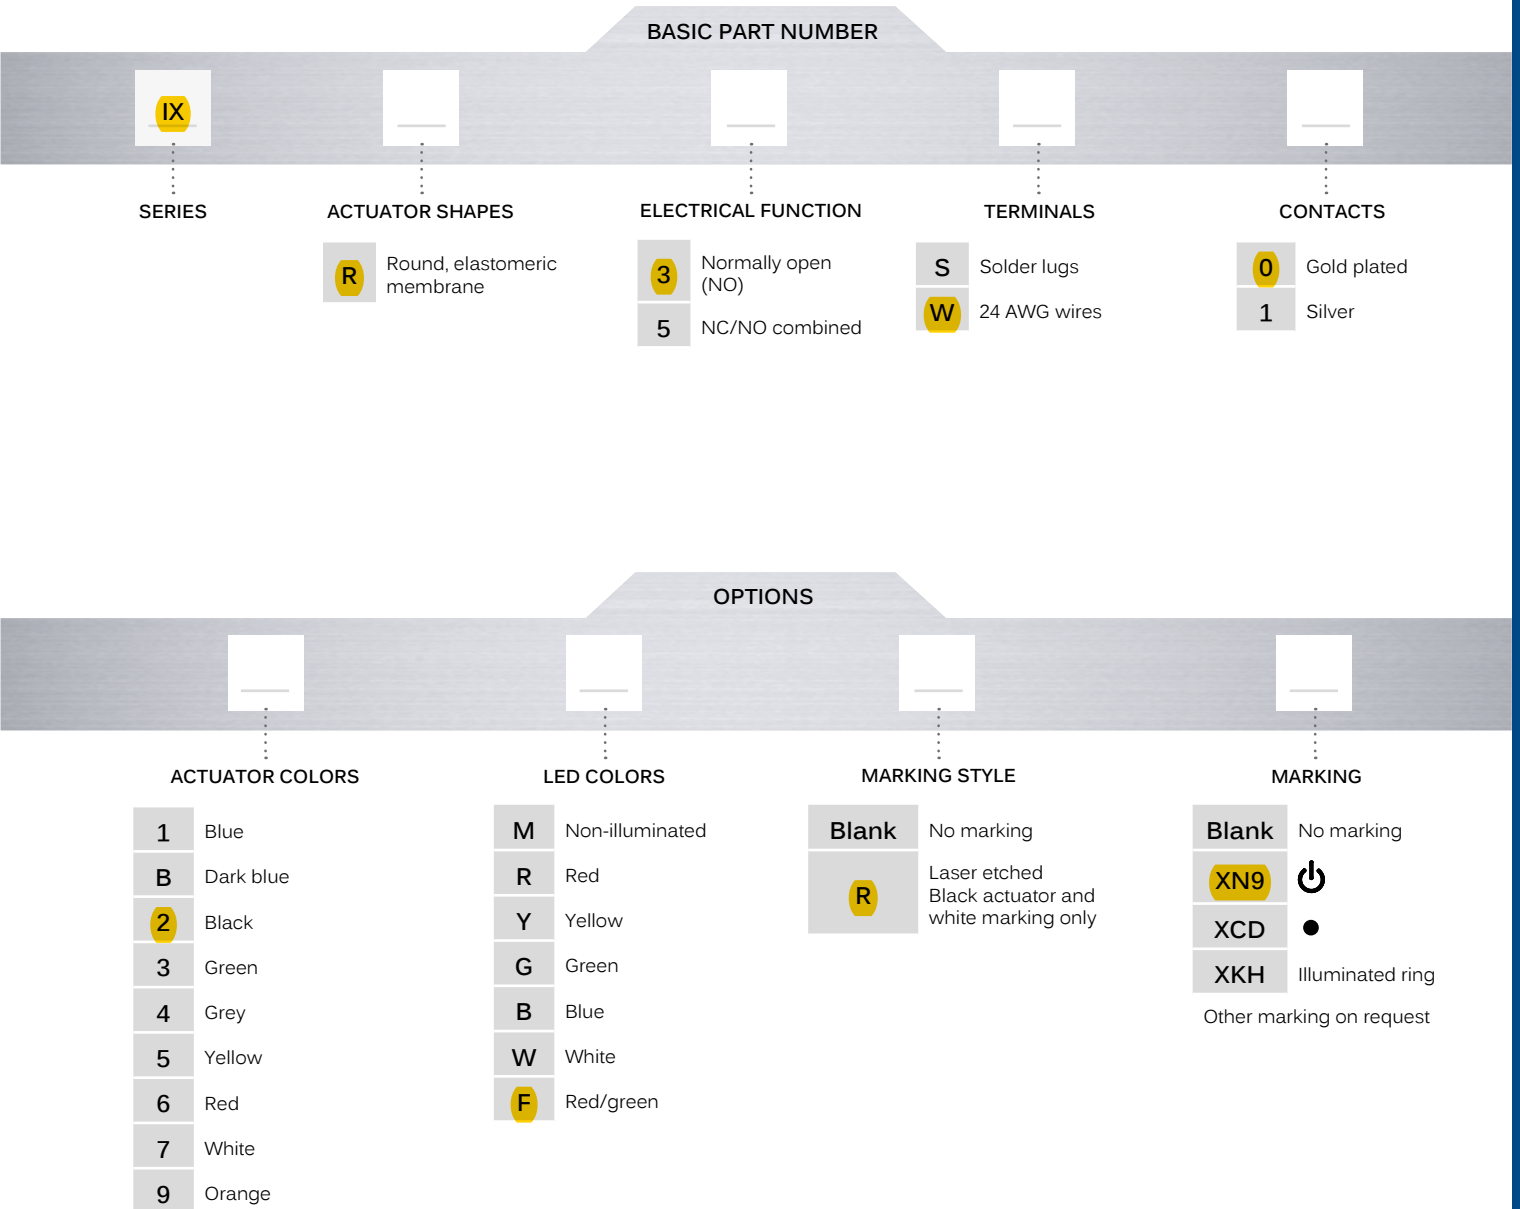 BASIC PART NUMBER
IX
SERIES
ACTUATOR SHAPES
R Round, elastomeric
membrane
ELECTRICAL FUNCTION
3 Normally open
(NO)
5 NC/NO combined
TERMINALS
S Solder lugs
W 24 AWG wires
CONTACTS
0 Gold plated
1 Silver
OPTIONS
ACTUATOR COLORS
1 Blue
B Dark blue
2 Black
3 Green
4 Grey
5 Yellow
6 Red
7 White
9 Orange
LED COLORS
M Non-illuminated
R Red
Y Yellow
G Green
B Blue
W White
F Red/green
MARKING STYLE
Blank No marking
R Laser etched
Black actuator and
white marking only
MARKING
Blank No marking
XN9
XCD
XKH Illuminated ring
Other marking on request